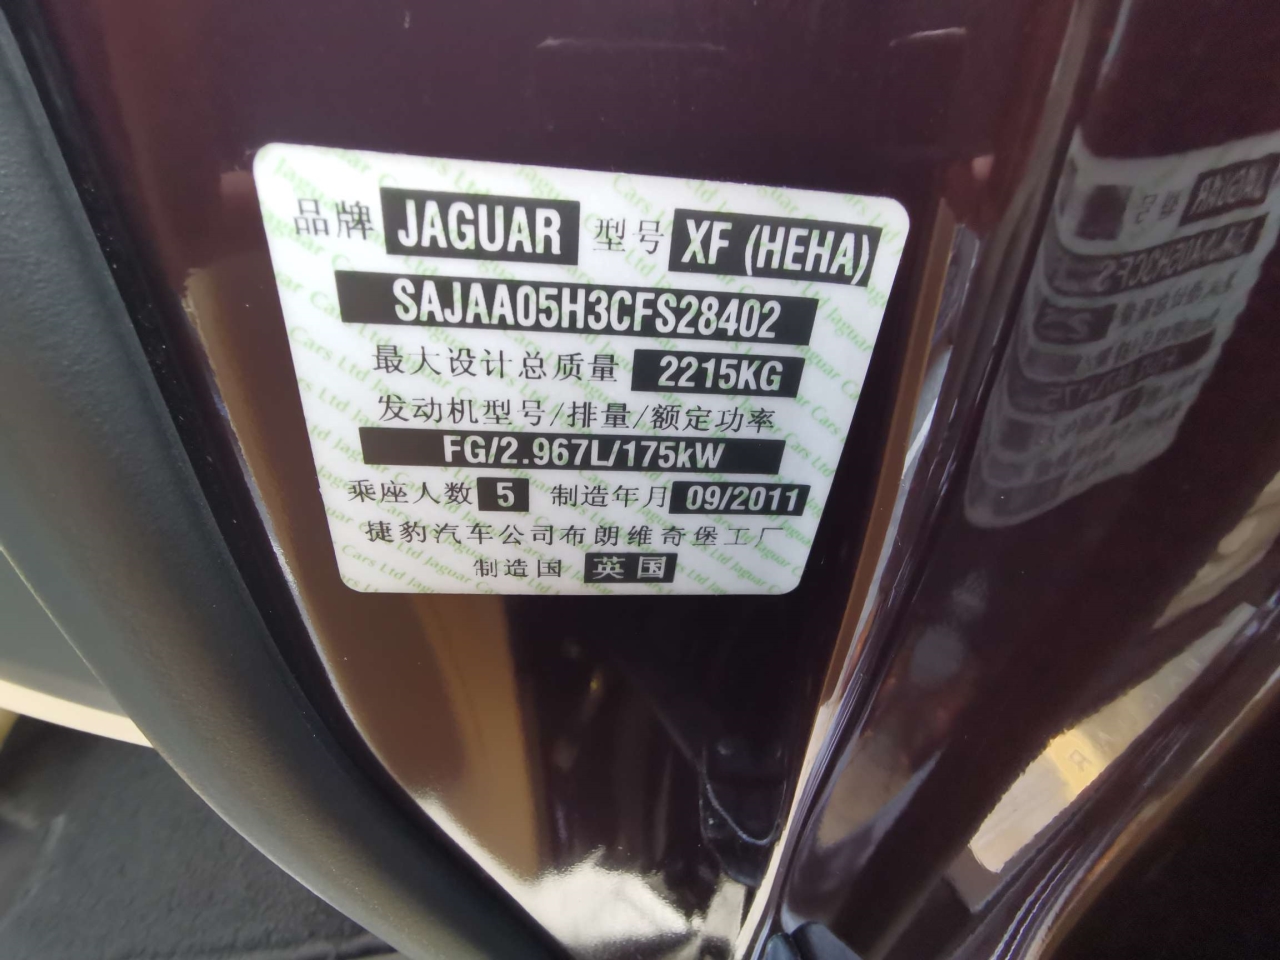 品牌 JAGUAR 型号 XF (HEHA)
SAJAA05H3CFS28402
最大设计总质量 2215KG
发动机型号/排量/额定功率
FG/2.967L/175kW
乘座人数 5 制造年月 09/2011
捷豹汽车公司布朗维奇堡工厂
制造国 英国